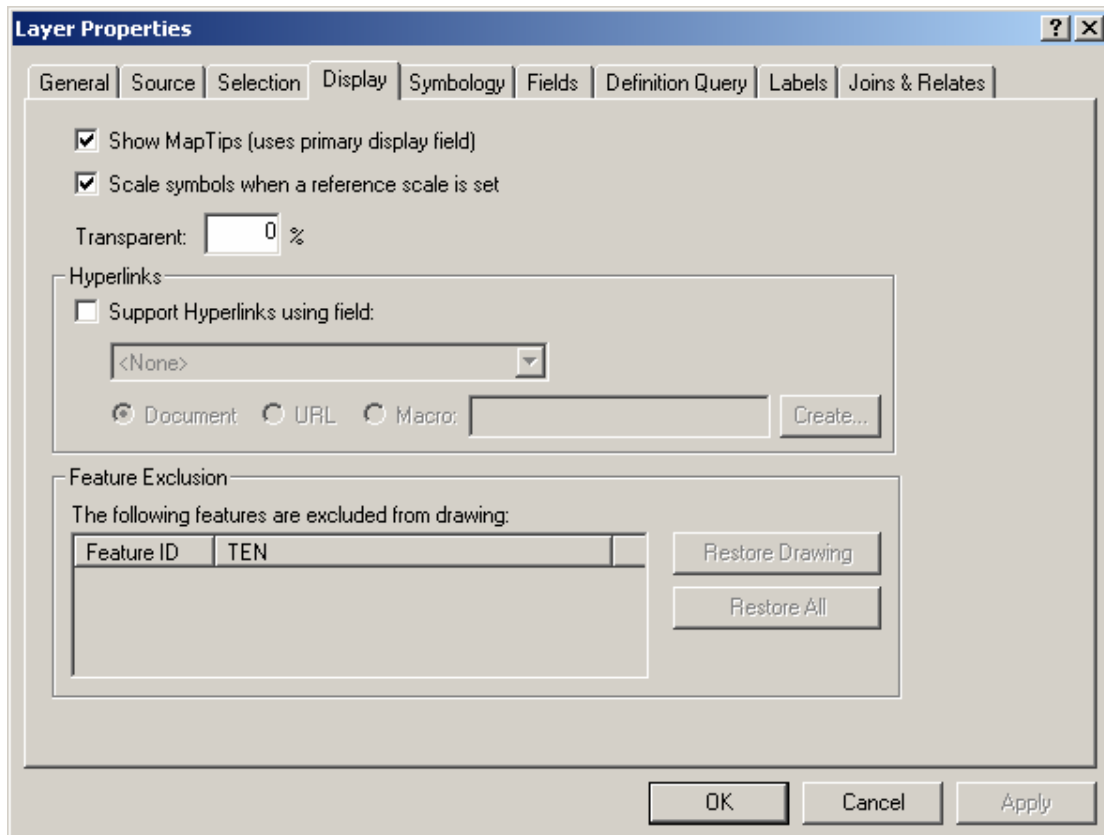 Layer Properties
General Source Selection Display Symbology Fields Definition Query Labels Joins & Relates
Show MapTips (uses primary display field)
Scale symbols when a reference scale is set
Transparent: 0 %
Hyperlinks
Support Hyperlinks using field:
<None>
Document URL Macro: Create...
Feature Exclusion
The following features are excluded from drawing:
Feature ID TEN
Restore Drawing
Restore All
OK Cancel Apply